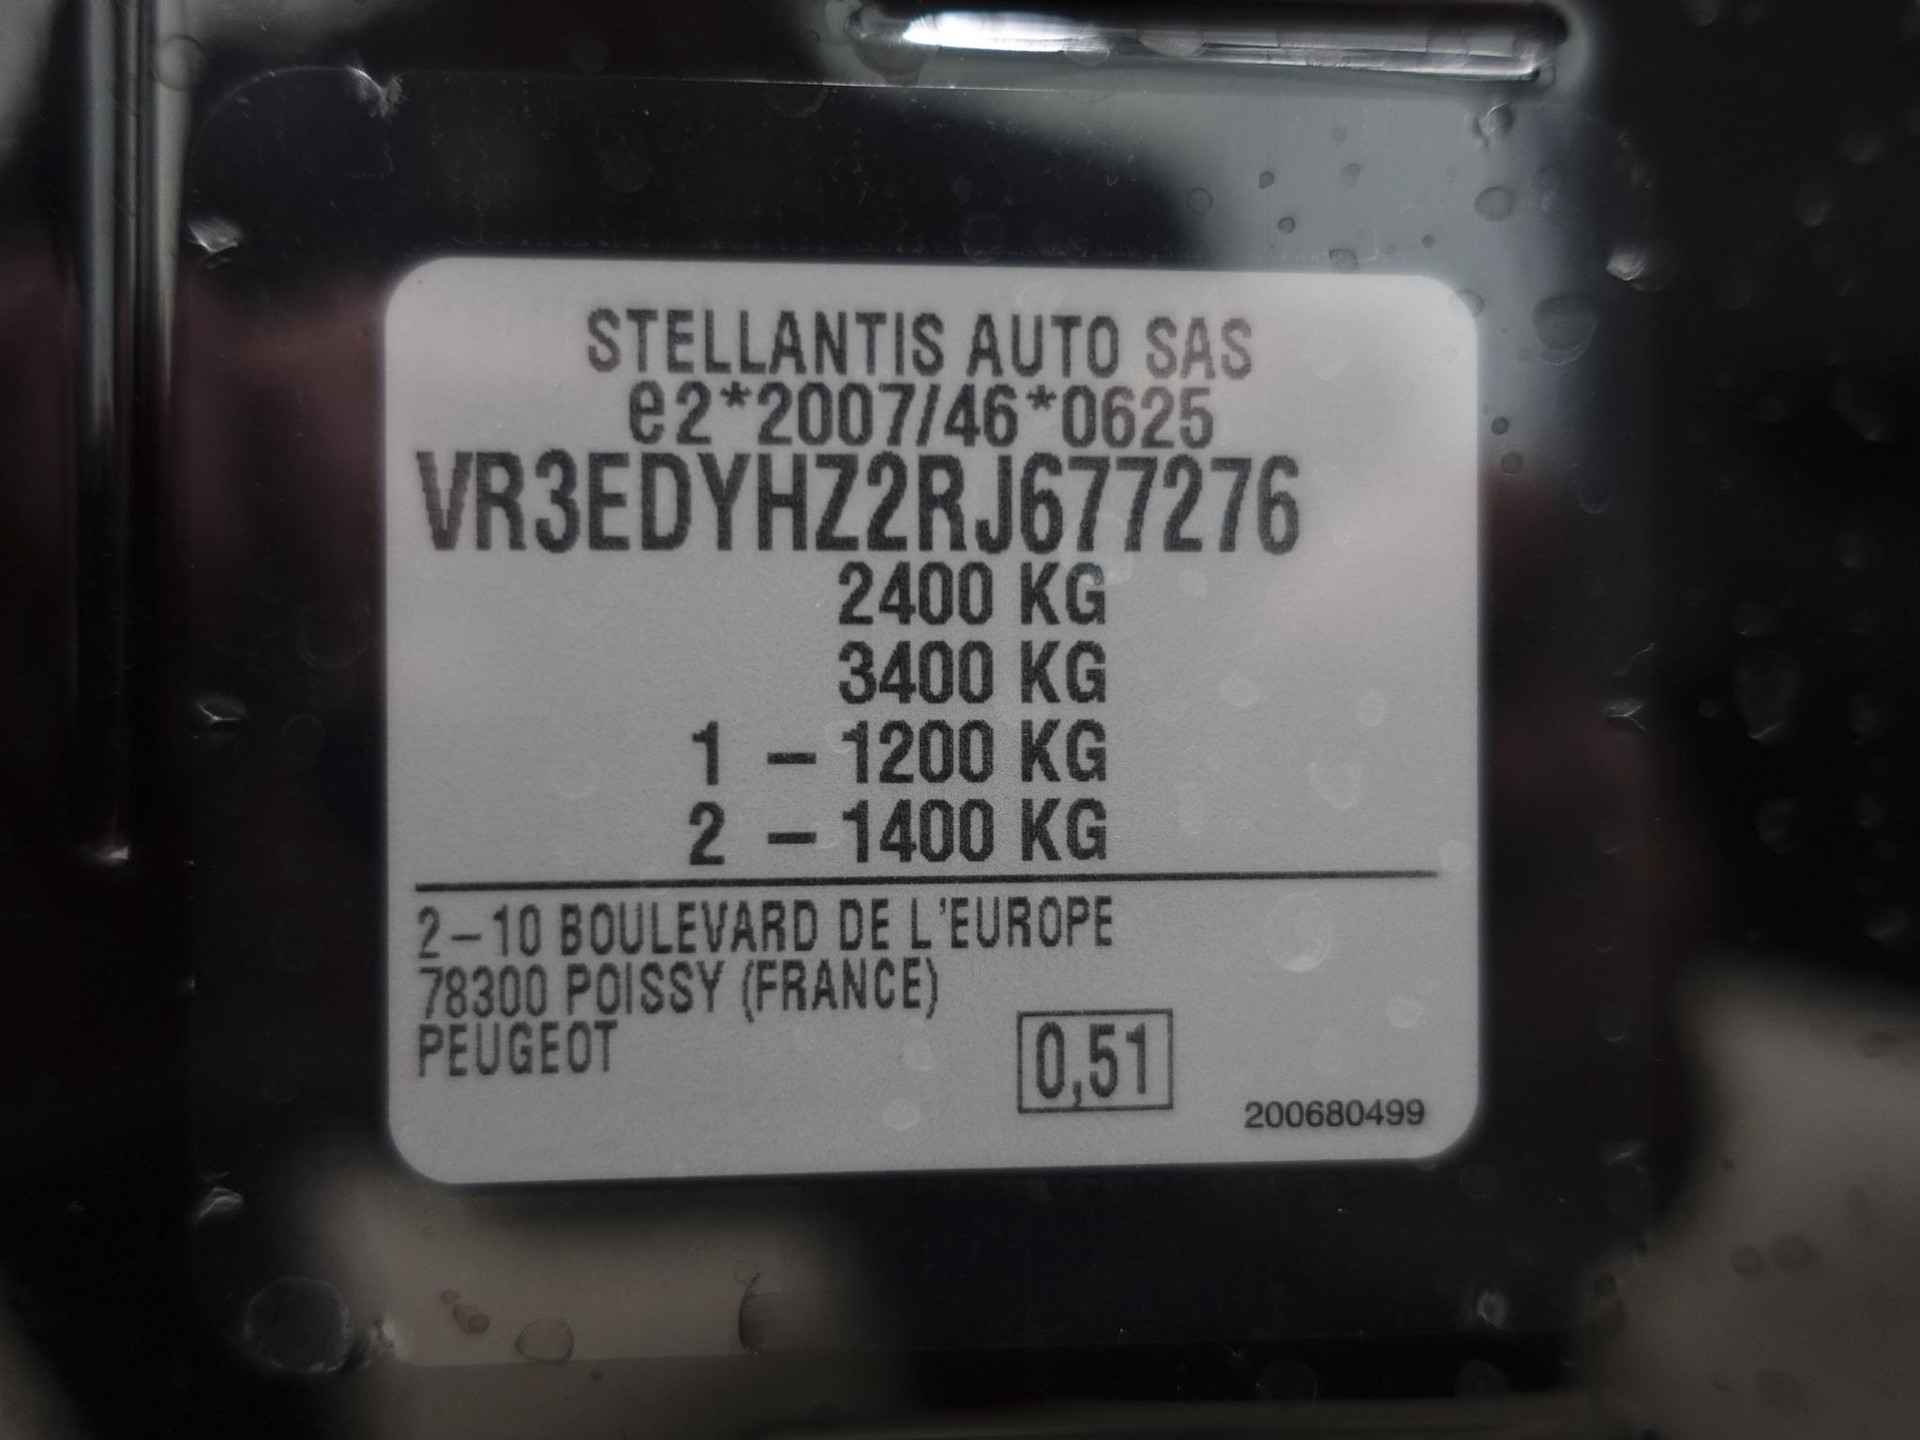 STELLANTIS AUTO SAS
e2*2007/46*0625
VR3EDYHZ2RJ677276
2400 KG
3400 KG
1 – 1200 KG
2 – 1400 KG
2–10 BOULEVARD DE L'EUROPE
78300 POISSY (FRANCE)
PEUGEOT
0,51
200680499